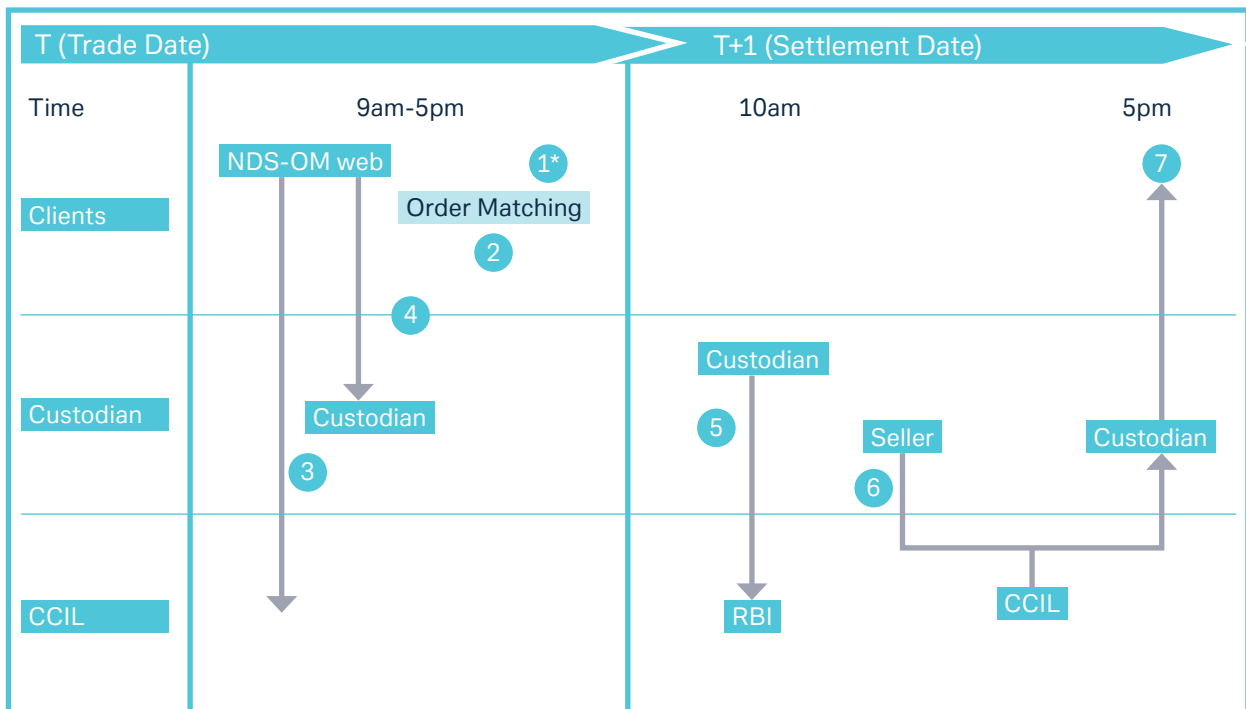 T (Trade Date)
T+1 (Settlement Date)
Time
9am-5pm
10am
5pm
NDS-OM web
1*
7
Clients
Order Matching
2
4
Custodian
Custodian
Custodian
5
Seller
Custodian
3
6
CCIL
RBI
CCIL